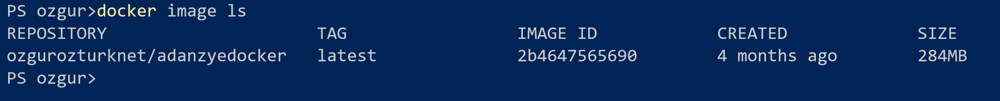 PS ozgur>docker image ls
REPOSITORY TAG IMAGE ID CREATED SIZE
ozgurozturknet/adanzyedocker latest 2b4647565690 4 months ago 284MB
PS ozgur>